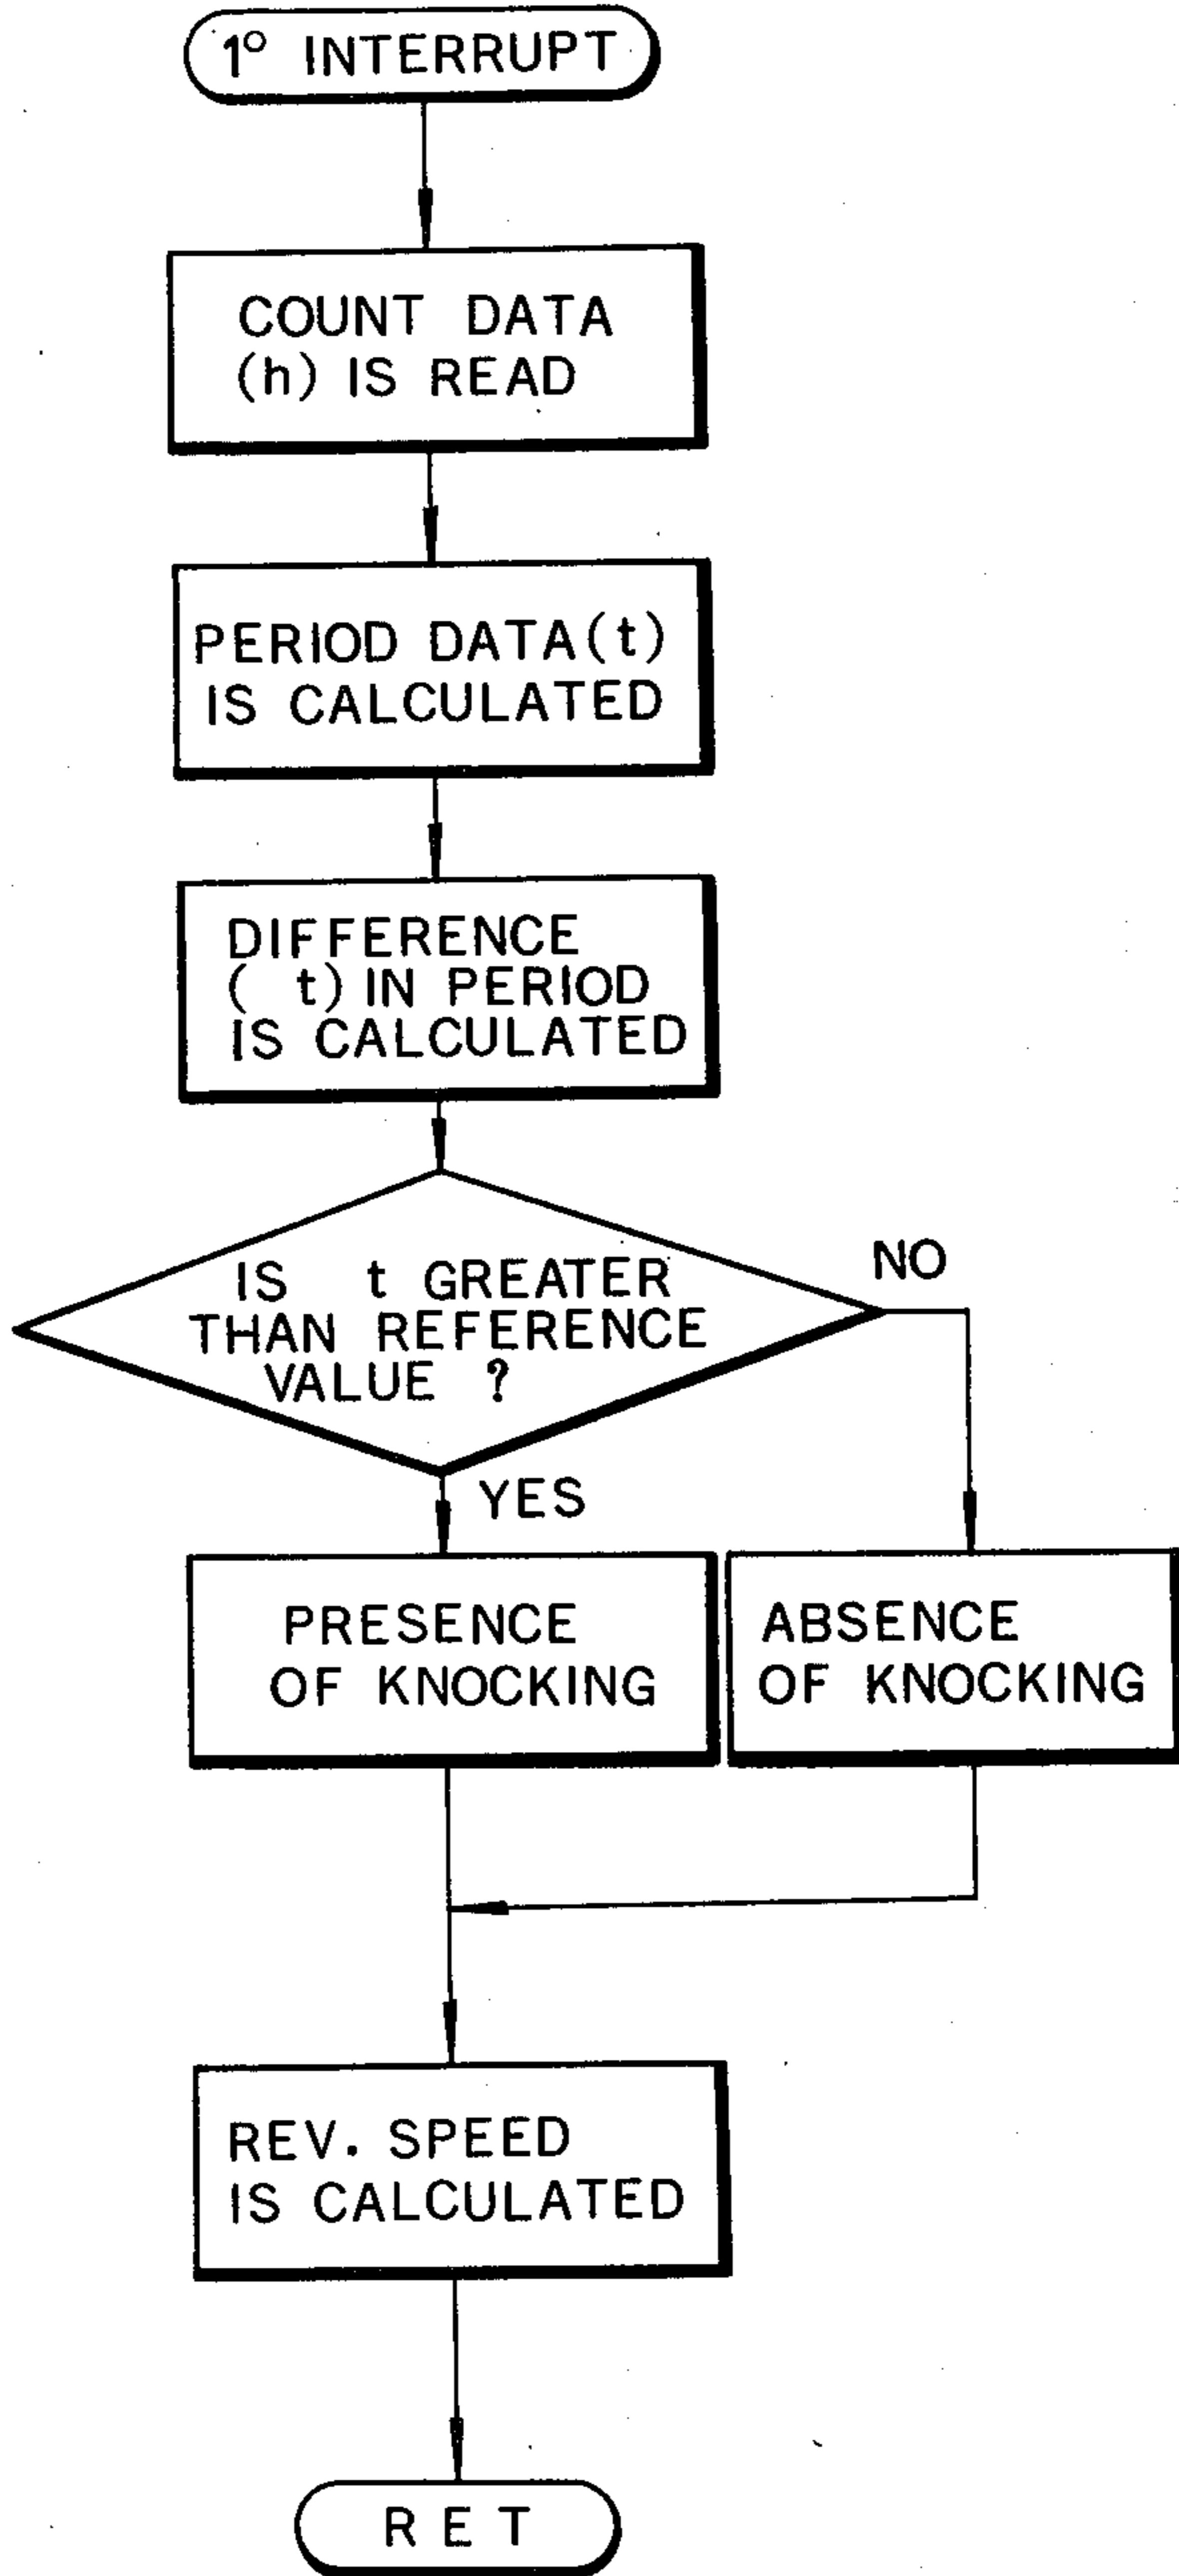 1° INTERRUPT
COUNT DATA
(h) IS READ
PERIOD DATA(t)
IS CALCULATED
DIFFERENCE
( t) IN PERIOD
IS CALCULATED
IS t GREATER
THAN REFERENCE
VALUE ?
NO
YES
PRESENCE
OF KNOCKING
ABSENCE
OF KNOCKING
REV. SPEED
IS CALCULATED
RET